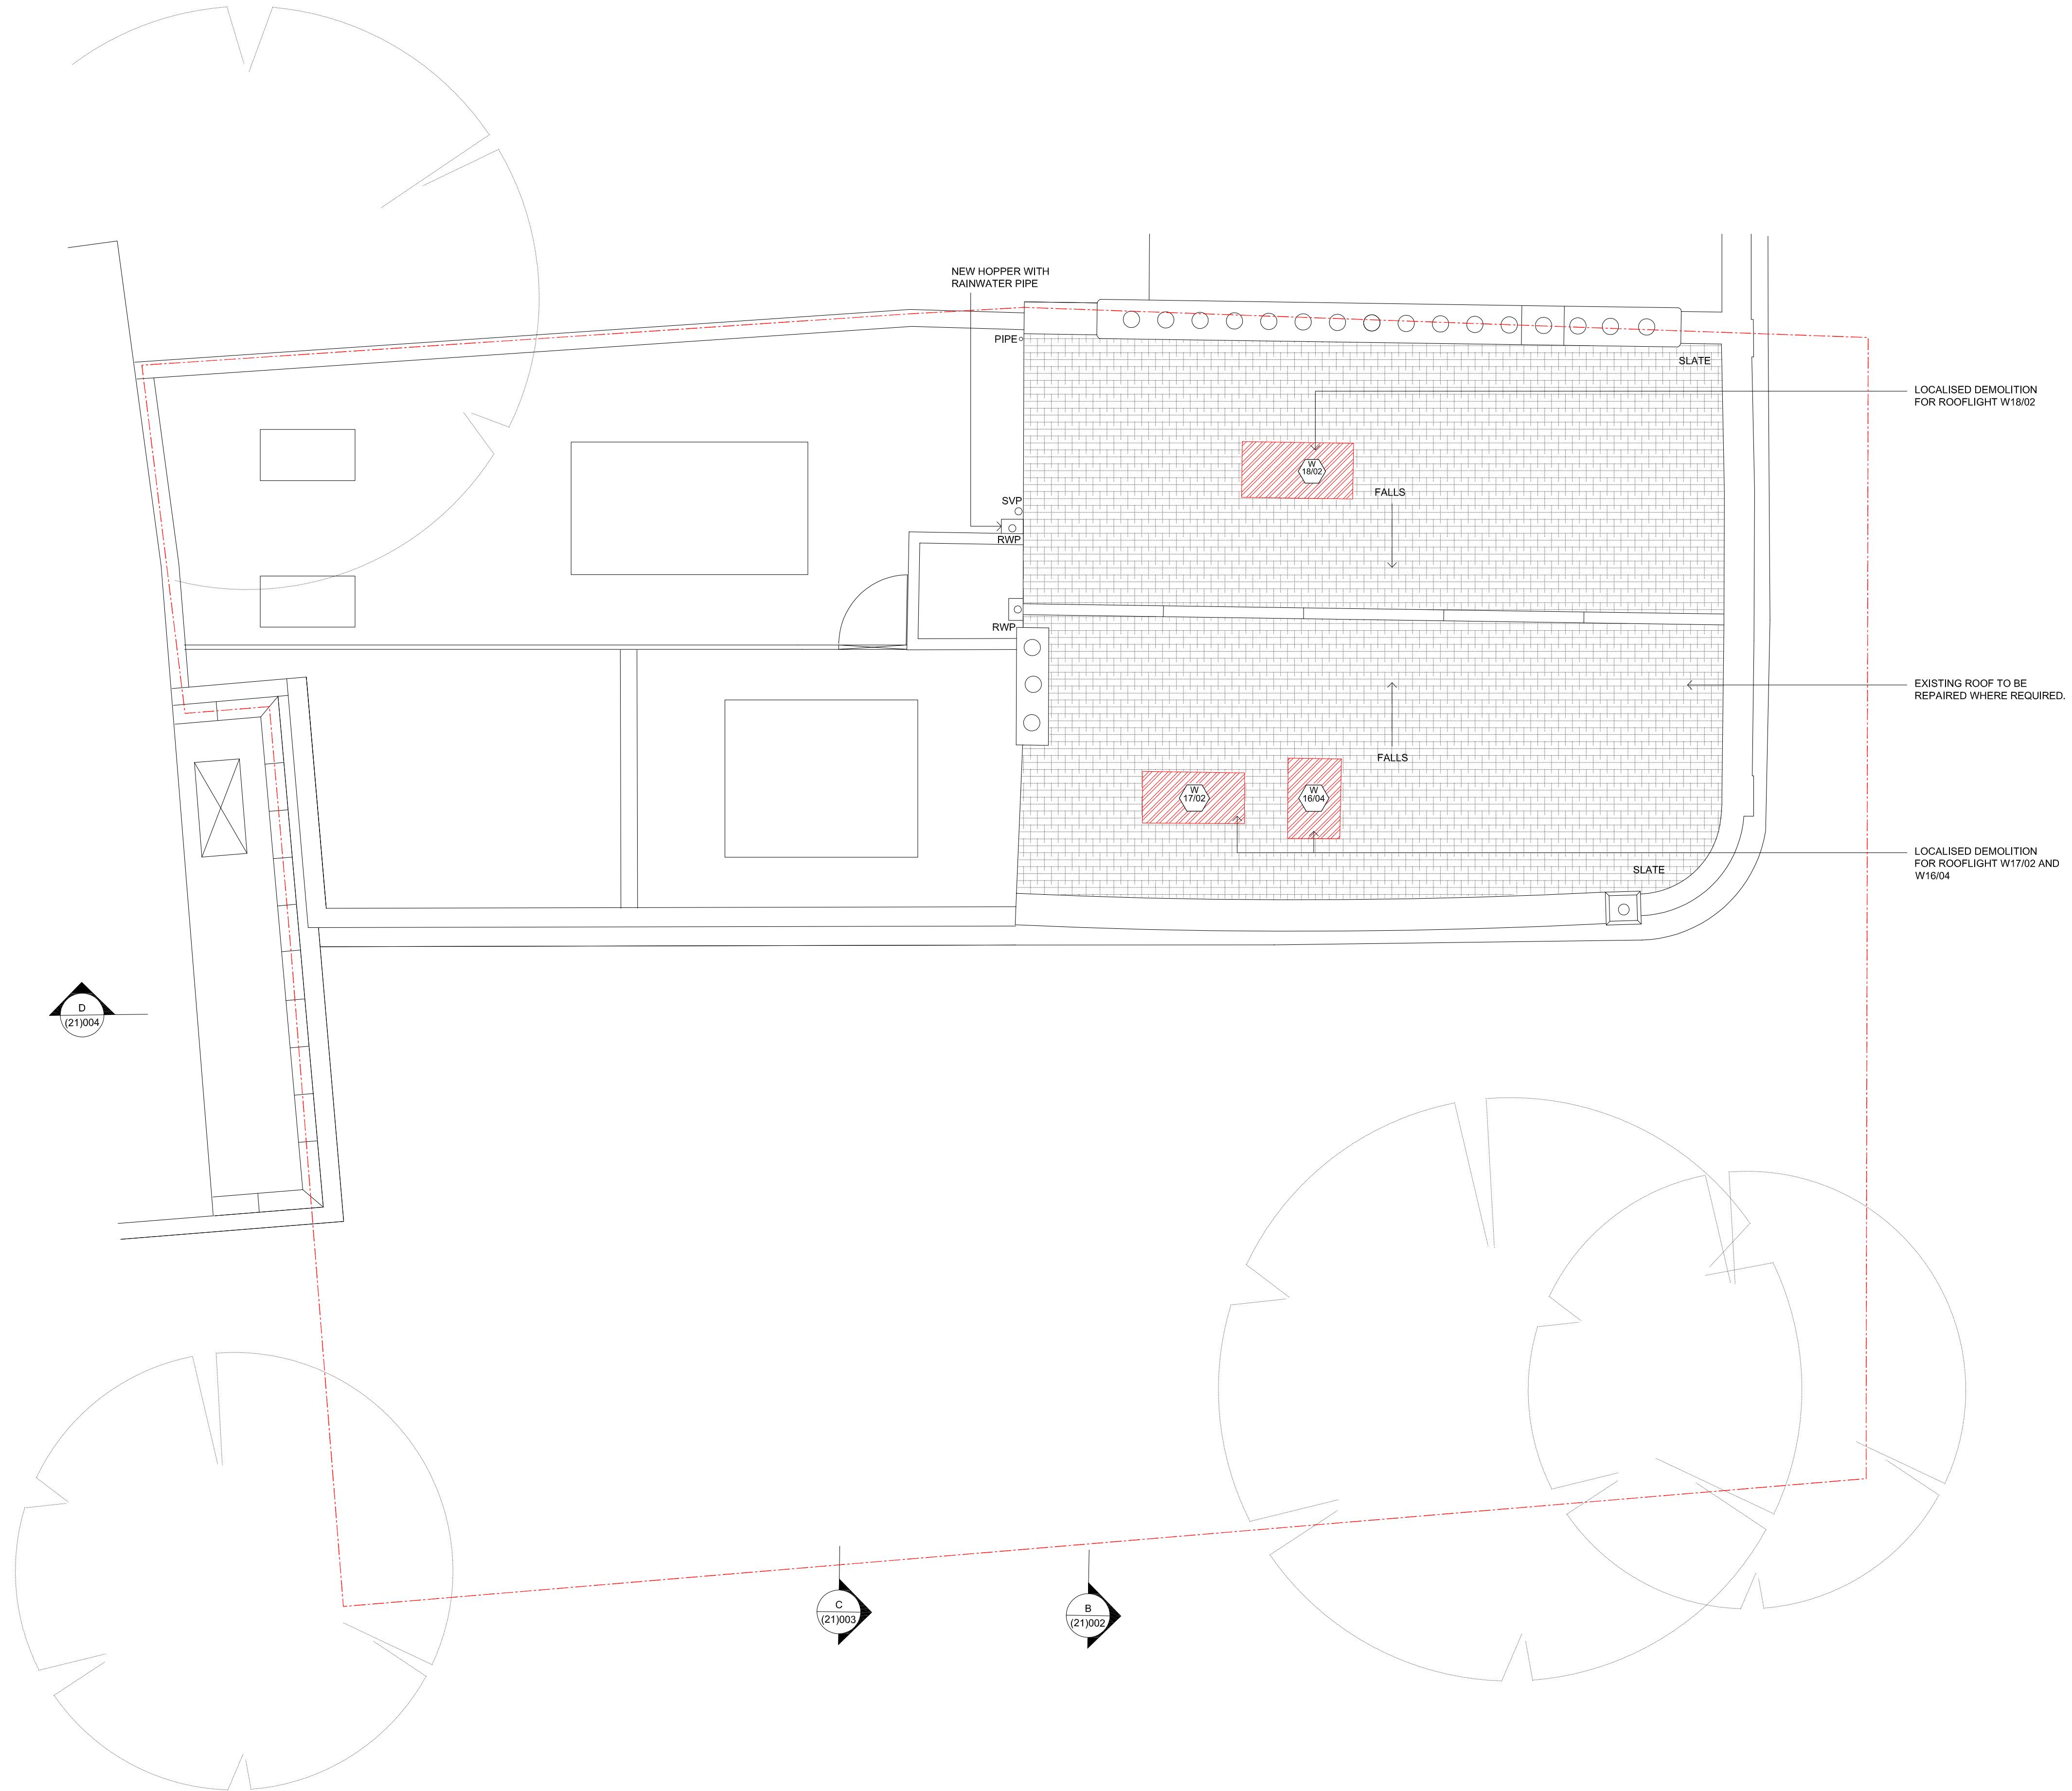 NEW HOPPER WITH
RAINWATER PIPE
PIPE
SLATE
LOCALISED DEMOLITION
FOR ROOFLIGHT W18/02
W
18/02
FALLS
SVP
RWP
RWP
EXISTING ROOF TO BE
REPAIRED WHERE REQUIRED.
FALLS
W
17/02
W
16/04
LOCALISED DEMOLITION
FOR ROOFLIGHT W17/02 AND
W16/04
SLATE
D
(21)004
C
(21)003
B
(21)002